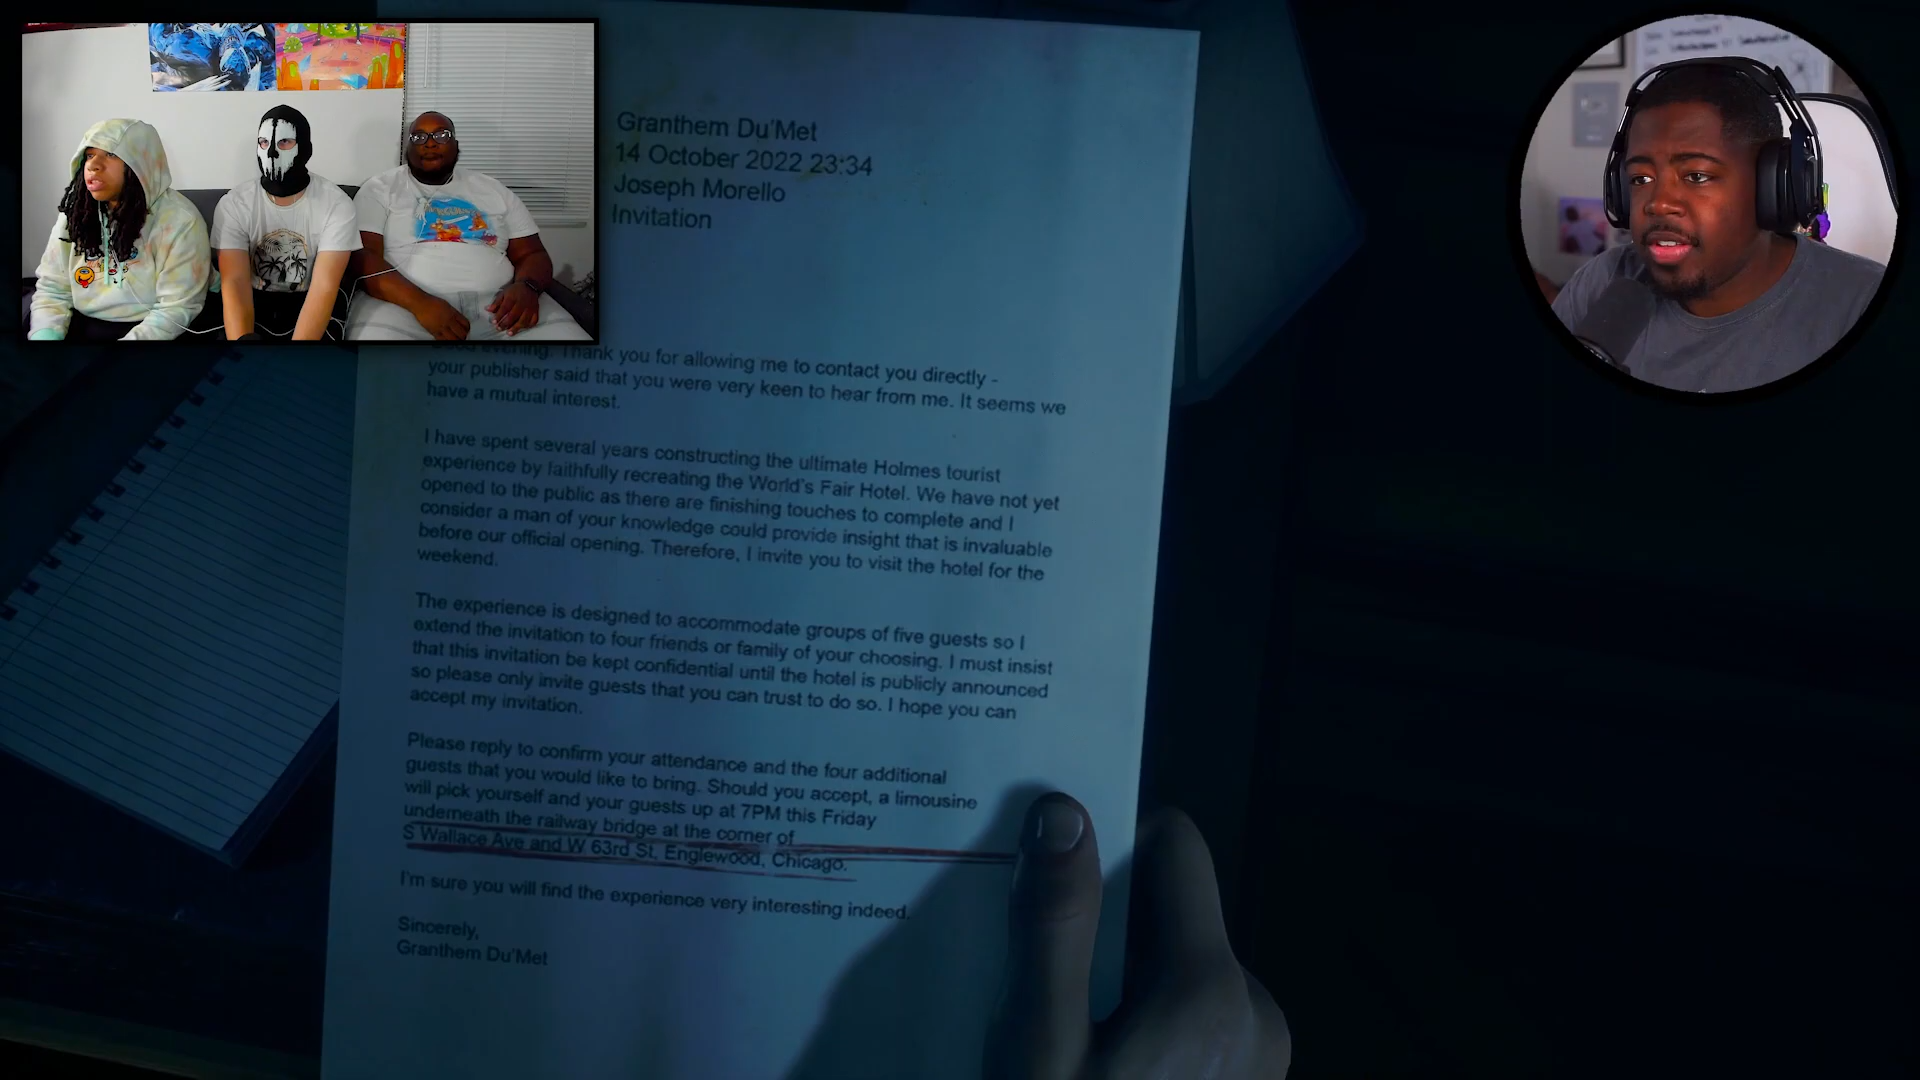 Granthem Du'Met
14 October 2022 23:34
Joseph Morello
Invitation
evening. Thank you for allowing me to contact you directly -
your publisher said that you were very keen to hear from me. It seems we
have a mutual interest.
I have spent several years constructing the ultimate Holmes tourist
experience by faithfully recreating the World's Fair Hotel. We have not yet
opened to the public as there are finishing touches to complete and I
consider a man of your knowledge could provide insight that is invaluable
before our official opening. Therefore, I invite you to visit the hotel for the
weekend.
The experience is designed to accommodate groups of five guests so I
extend the invitation to four friends or family of your choosing. I must insist
that this invitation be kept confidential until the hotel is publicly announced
so please only invite guests that you can trust to do so. I hope you can
accept my invitation.
Please reply to confirm your attendance and the four additional
guests that you would like to bring. Should you accept, a limousine
will pick yourself and your guests up at 7PM this Friday
underneath the railway bridge at the corner of
S Wallace Ave and W 63rd St, Englewood, Chicago.
I'm sure you will find the experience very interesting indeed.
Sincerely,
Granthem Du'Met